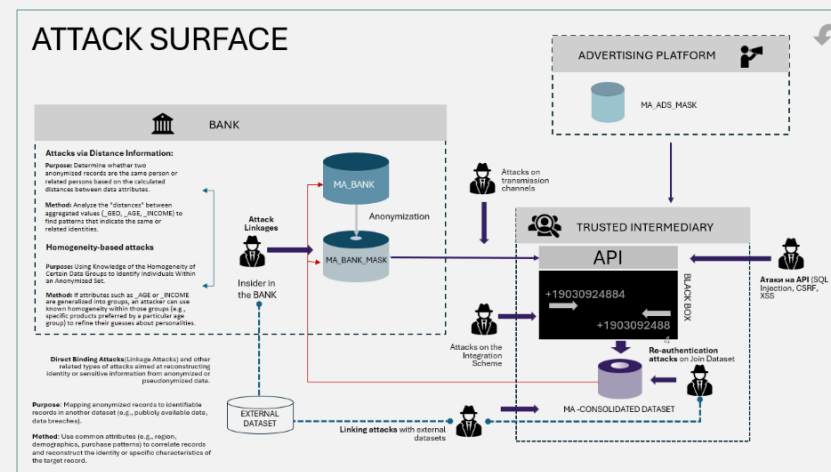 ATTACK SURFACE
ADVERTISING PLATFORM
MA_ADS_MASK
BANK
Attacks via Distance Information:
Purpose: Determine whether two
anonymized records are the same person or
related persons based on the calculated
distances between data attributes.
Method: Analyze the "distances" between
aggregated values (_GEO, _AGE, _INCOME) to
find patterns that indicate the same or
related identities.
Homogeneity-based attacks
Purpose: Using Knowledge of the Homogeneity of
Certain Data Groups to Identify Individuals Within
an Anonymized Set.
Method: If attributes such as _AGE or _INCOME
are generalized into groups, an attacker can use
known homogeneity within those groups (e.g.,
specific products preferred by a particular age
group) to refine their guesses about personalities.
Attack
Linkages
Insider in
the BANK
MA_BANK
Anonymization
MA_BANK_MASK
Attacks on
transmission
channels
TRUSTED INTERMEDIARY
API
+19030924884
+1903092488
4
BLACK BOX
Атаки на API (SQL
Injection, CSRF,
XSS
Attacks on the
Integration
Scheme
Re-authentication
attacks on Join Dataset
MA-CONSOLIDATED DATASET
Direct Binding Attacks(Linkage Attacks) and other
related types of attacks aimed at reconstructing
identity or sensitive information from anonymized or
pseudonymized date.
Purpose: Mapping anonymized records to identifiable
records in another dataset (e.g., publicly available data,
data breaches).
Method: Use common attributes (e.g., region,
demographics, purchase patterns) to correlate records
and reconstruct the identity or specific characteristics of
the target record.
EXTERNAL
DATASET
Linking attacks with external
datasets